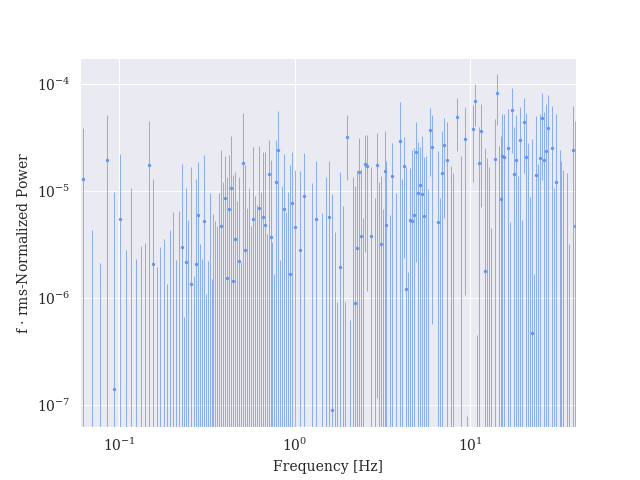 10⁻⁴
10⁻⁵
10⁻⁶
10⁻⁷
f · rms-Normalized Power
10⁻¹ 10⁰ 10¹
Frequency [Hz]